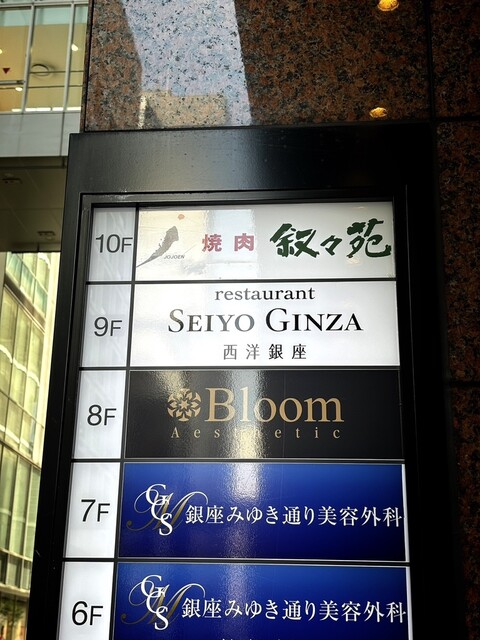 10F JOJOEN 焼肉 叙々苑
9F restaurant
SEIYO GINZA
西洋銀座
8F Bloom
Aesthetic
7F 銀座みゆき通り美容外科
6F 銀座みゆき通り美容外科